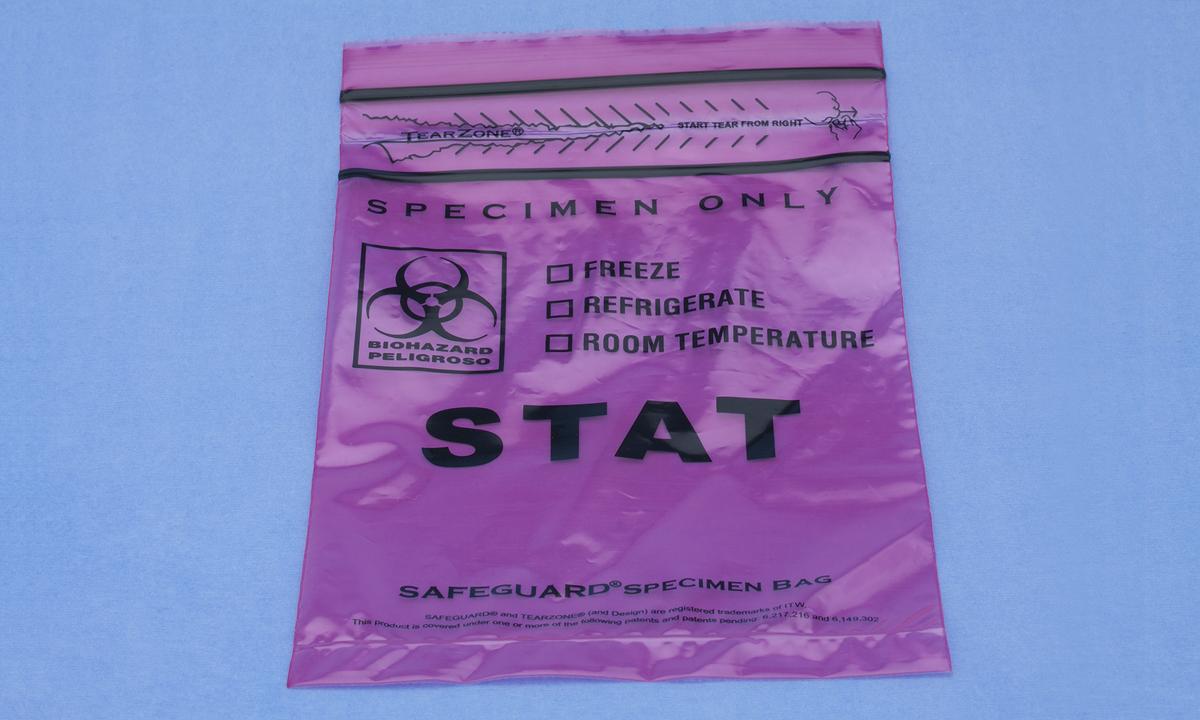 TEARZONE®
START TEAR FROM RIGHT
SPECIMEN ONLY
FREEZE
REFRIGERATE
ROOM TEMPERATURE
BIOHAZARD
PELIGROSO
STAT
SAFEGUARD® SPECIMEN BAG
SAFEGUARD® and TEARZONE® (and Design) are registered trademarks of ITW.
This product is covered under one or more of the following patents and patents pending: 6,217,216 and 6,149,302